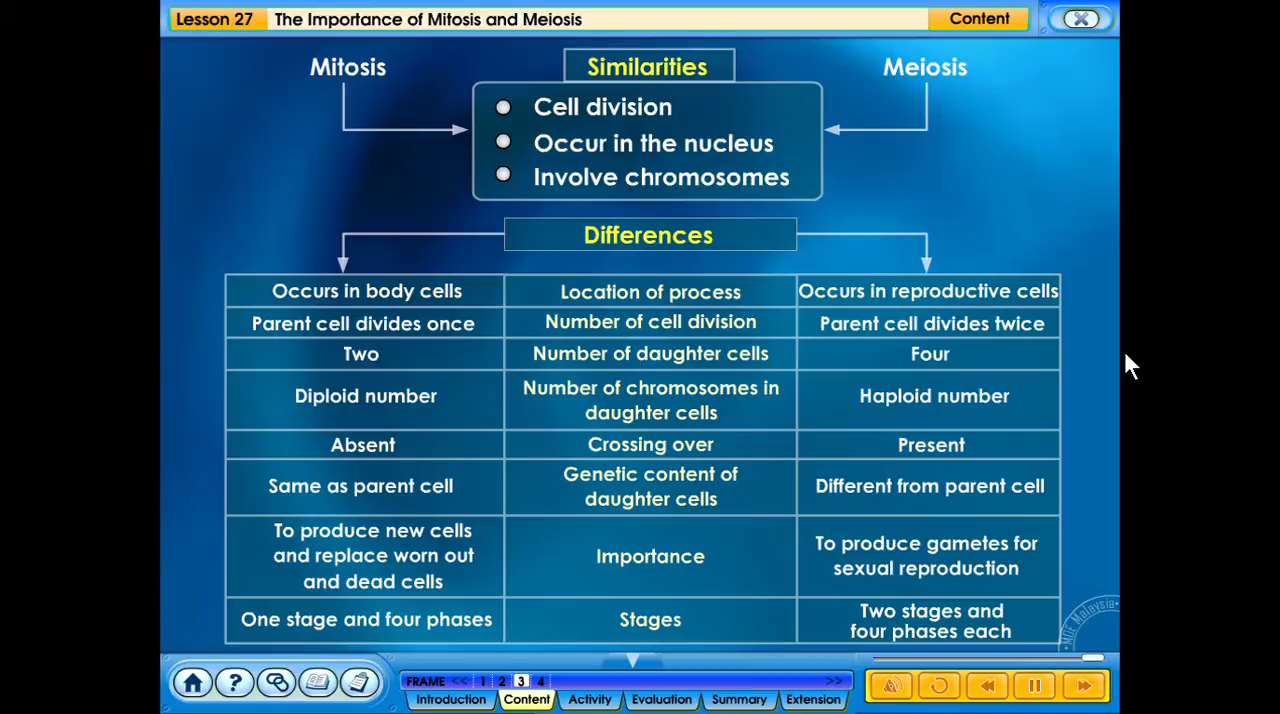 Lesson 27 The Importance of Mitosis and Meiosis Content
Mitosis Similarities Meiosis
Cell division
Occur in the nucleus
Involve chromosomes
Differences
Occurs in body cells Location of process Occurs in reproductive cells
Parent cell divides once Number of cell division Parent cell divides twice
Two Number of daughter cells Four
Diploid number Number of chromosomes in daughter cells Haploid number
Absent Crossing over Present
Same as parent cell Genetic content of daughter cells Different from parent cell
To produce new cells and replace worn out and dead cells Importance To produce gametes for sexual reproduction
One stage and four phases Stages Two stages and four phases each
MOE Malaysia
FRAME << 1 2 3 4 >>
Introduction Content Activity Evaluation Summary Extension